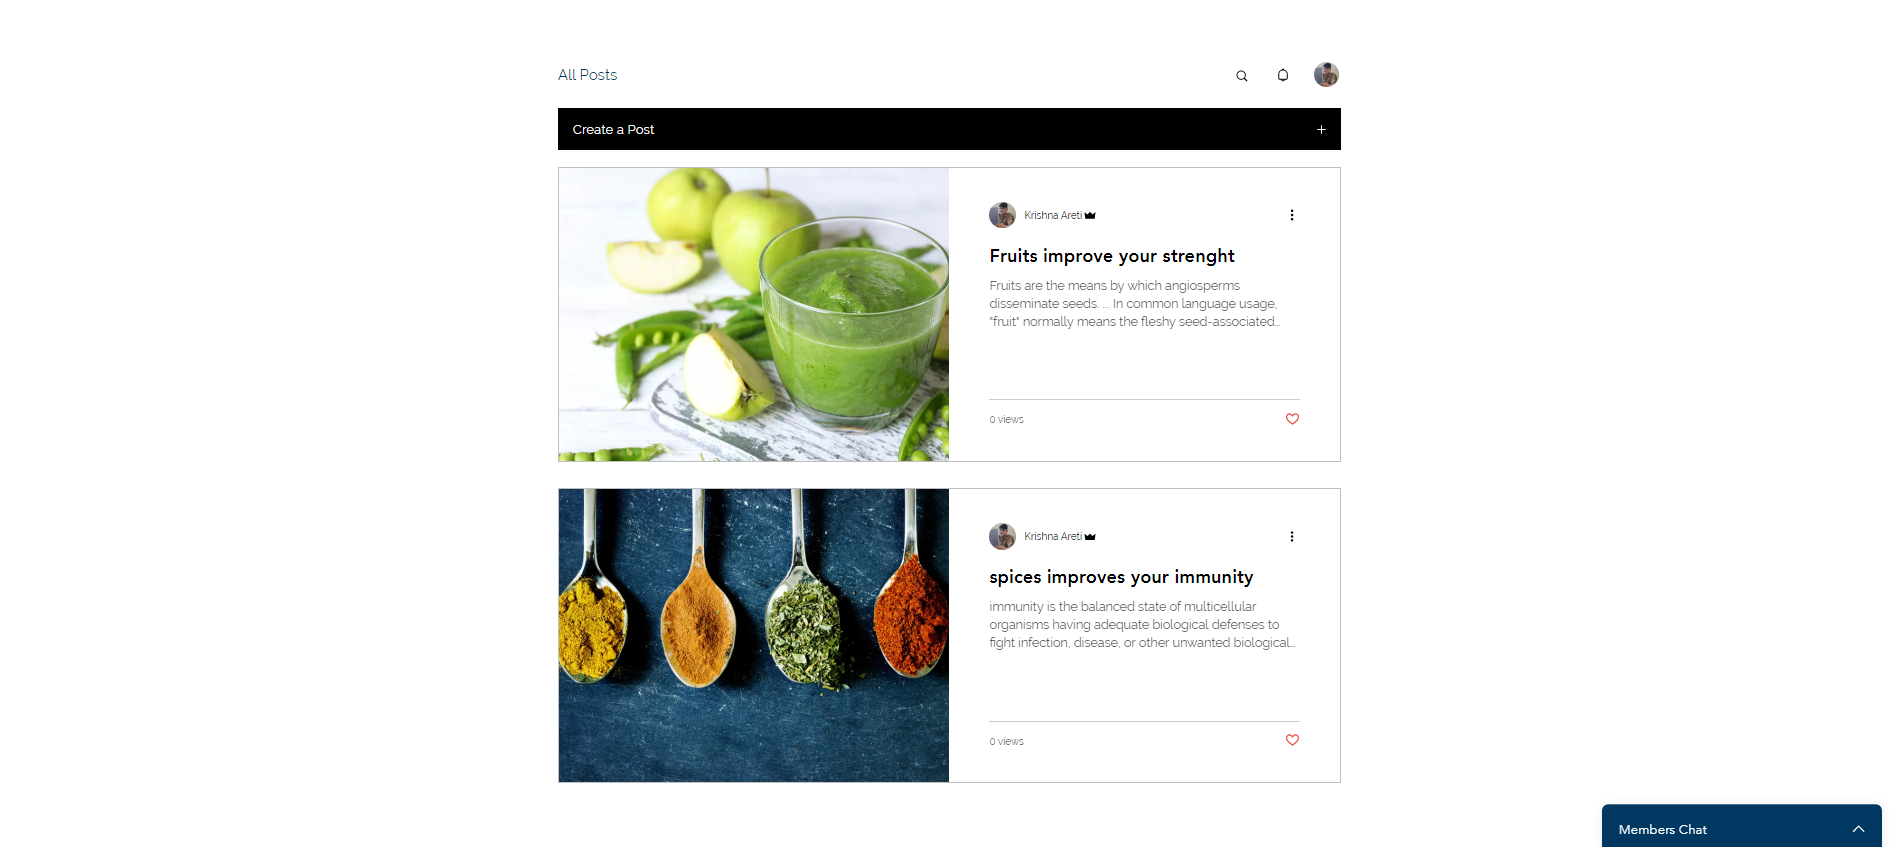 All Posts
Create a Post
Krishna Areti
Fruits improve your strenght
Fruits are the means by which angiosperms
disseminate seeds. ... In common language usage,
"fruit" normally means the fleshy seed-associated...
0 views
Krishna Areti
spices improves your immunity
immunity is the balanced state of multicellular
organisms having adequate biological defenses to
fight infection, disease, or other unwanted biological...
0 views
Members Chat